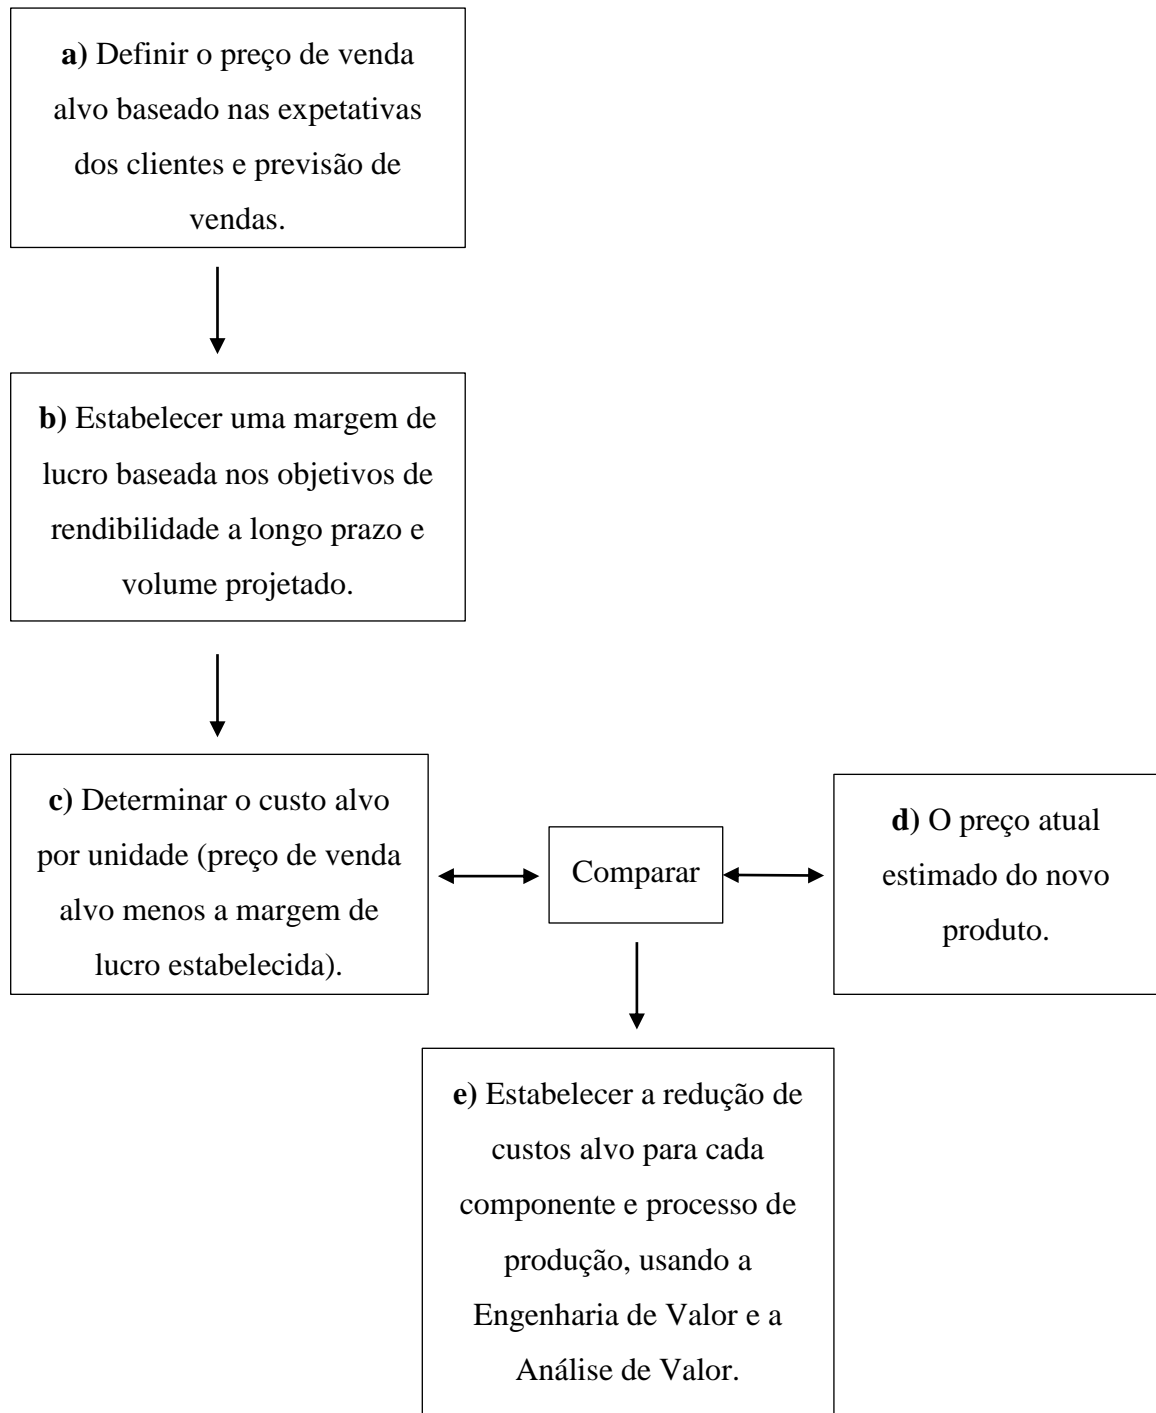 a) Definir o preço de venda
alvo baseado nas expetativas
dos clientes e previsão de
vendas.
b) Estabelecer uma margem de
lucro baseada nos objetivos de
rendibilidade a longo prazo e
volume projetado.
c) Determinar o custo alvo
por unidade (preço de venda
alvo menos a margem de
lucro estabelecida).
Comparar
d) O preço atual
estimado do novo
produto.
e) Estabelecer a redução de
custos alvo para cada
componente e processo de
produção, usando a
Engenharia de Valor e a
Análise de Valor.